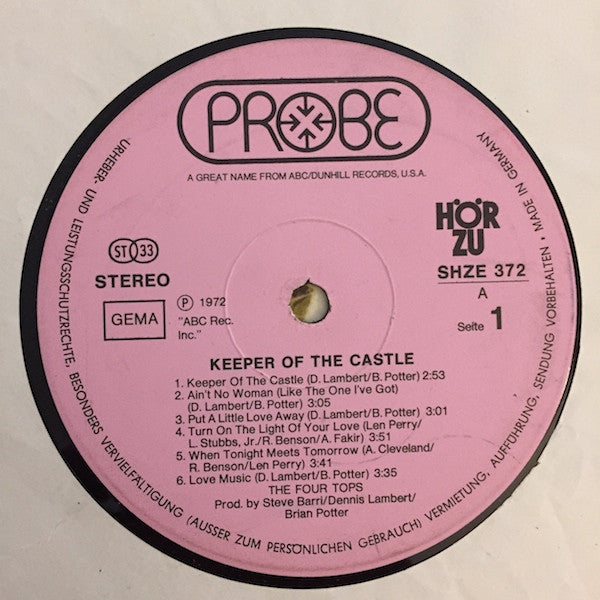 PROBE
A GREAT NAME FROM ABC/DUNHILL RECORDS, U.S.A.
HÖR
ZU
ST 33
STEREO
SHZE 372
A
Seite 1
GEMA
Ⓟ 1972
"ABC Rec.
Inc."
KEEPER OF THE CASTLE
1. Keeper Of The Castle (D. Lambert/B. Potter) 2:53
2. Ain't No Woman (Like The One I've Got)
(D. Lambert/B. Potter) 3:05
3. Put A Little Love Away (D. Lambert/B. Potter) 3:01
4. Turn On The Light Of Your Love (Len Perry/
L. Stubbs, Jr./R. Benson/A. Fakir) 3:51
5. When Tonight Meets Tomorrow (A. Cleveland/
R. Benson/Len Perry) 3:41
6. Love Music (D. Lambert/B. Potter) 3:35
THE FOUR TOPS
Prod. by Steve Barri/Dennis Lambert/
Brian Potter
URHEBER- UND LEISTUNGSSCHUTZRECHTE, BESONDERS VERVIELFÄLTIGUNG (AUSSER ZUM PERSÖNLICHEN GEBRAUCH) VERMIETUNG, AUFFÜHRUNG, SENDUNG VORBEHALTEN • MADE IN GERMANY